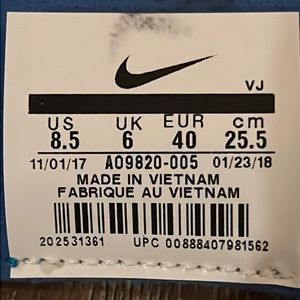 VJ
US UK EUR cm
8.5 6 40 25.5
11/01/17 AO9820-005 01/23/18
MADE IN VIETNAM
FABRIQUE AU VIETNAM
202531361 UPC 00888407981562